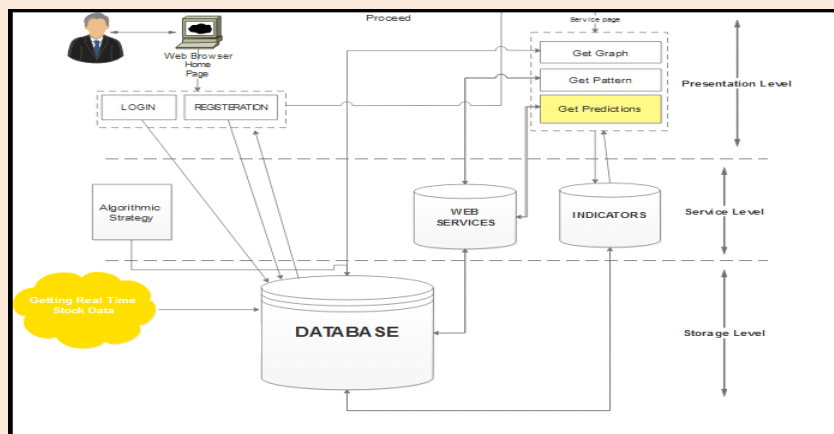 Proceed
Service page
Web Browser
Home
Page
Get Graph
Get Pattern
Get Predictions
Presentation Level
LOGIN
REGISTERATION
Algorithmic
Strategy
WEB
SERVICES
INDICATORS
Service Level
Getting Real Time
Stock Data
DATABASE
Storage Level